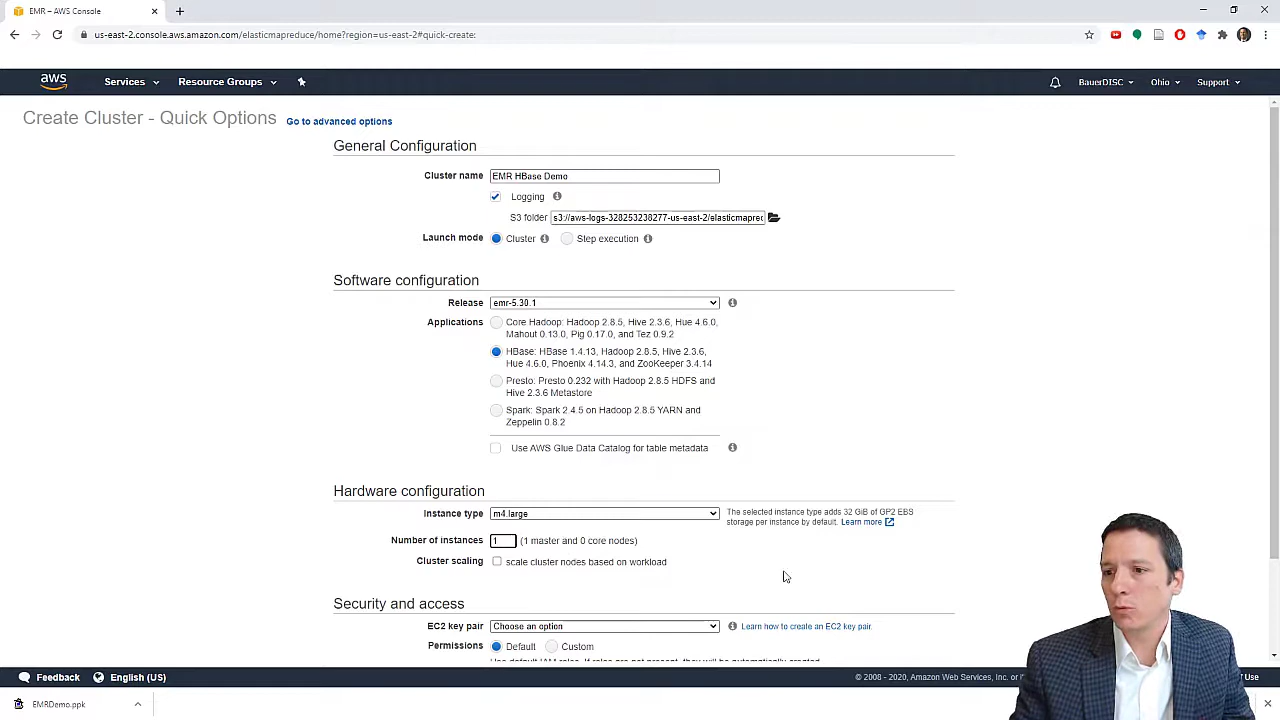 EMR – AWS Console
us-east-2.console.aws.amazon.com/elasticmapreduce/home?region=us-east-2#quick-create:
aws Services Resource Groups BauerDISC Ohio Support
Create Cluster - Quick Options Go to advanced options
General Configuration
Cluster name EMR HBase Demo
Logging
S3 folder s3://aws-logs-328253238277-us-east-2/elasticmapred
Launch mode Cluster Step execution
Software configuration
Release emr-5.30.1
Applications Core Hadoop: Hadoop 2.8.5, Hive 2.3.6, Hue 4.6.0,
Mahout 0.13.0, Pig 0.17.0, and Tez 0.9.2
HBase: HBase 1.4.13, Hadoop 2.8.5, Hive 2.3.6,
Hue 4.6.0, Phoenix 4.14.3, and ZooKeeper 3.4.14
Presto: Presto 0.232 with Hadoop 2.8.5 HDFS and
Hive 2.3.6 Metastore
Spark: Spark 2.4.5 on Hadoop 2.8.5 YARN and
Zeppelin 0.8.2
Use AWS Glue Data Catalog for table metadata
Hardware configuration
Instance type m4.large The selected instance type adds 32 GiB of GP2 EBS
storage per instance by default. Learn more
Number of instances 1 (1 master and 0 core nodes)
Cluster scaling scale cluster nodes based on workload
Security and access
EC2 key pair Choose an option Learn how to create an EC2 key pair.
Permissions Default Custom
Feedback English (US) © 2008 - 2020, Amazon Web Services, Inc. or Use
EMRDemo.ppk